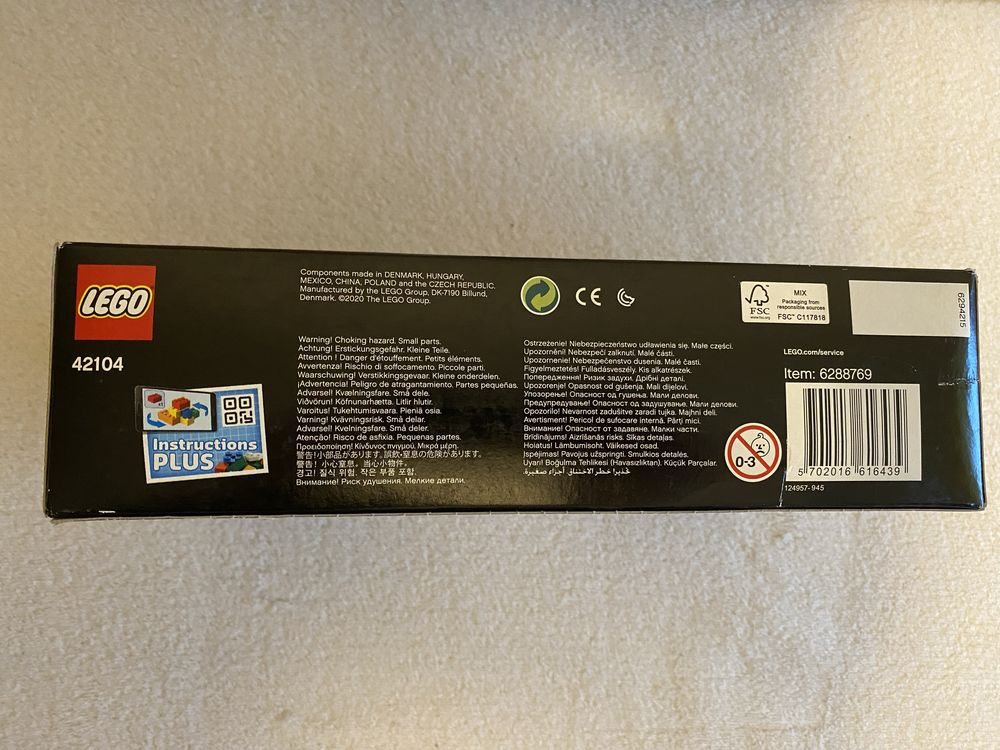 LEGO
42104
Instructions
PLUS
Components made in DENMARK, HUNGARY,
MEXICO, CHINA, POLAND and the CZECH REPUBLIC.
Manufactured by the LEGO Group, DK-7190 Billund,
Denmark. ©2020 The LEGO Group.
Warning! Choking hazard. Small parts.
Achtung! Erstickungsgefahr. Kleine Teile.
Attention ! Danger d'étouffement. Petits éléments.
Avvertenza! Rischio di soffocamento. Piccole parti.
Waarschuwing! Verstikkingsgevaar. Kleine onderdelen.
¡Advertencia! Peligro de atragantamiento. Partes pequeñas.
Advarsel! Kvælningsfare. Små dele.
Viðvörun! Köfnunarhætta. Litlir hlutir.
Varoitus! Tukehtumisvaara. Pieniä osia.
Varning! Kvävningsrisk. Små delar.
Advarsel! Kvelningsfare. Små deler.
Atenção! Risco de asfixia. Pequenas partes.
Προειδοποίηση! Κίνδυνος πνιγμού. Μικρά μέρη.
警告!小部品があります。誤飲・窒息の危険があります。
警告！小心窒息。当心小物件。
경고! 질식 위험. 작은 부품 포함.
Внимание! Риск удушения. Мелкие детали.
Ostrzeżenie! Niebezpieczeństwo udławienia się. Małe części.
Upozornění! Nebezpečí zalknutí. Malé části.
Upozornenie! Nebezpečenstvo dusenia. Malé časti.
Figyelmeztetés! Fulladásveszély. Kis alkatrészek.
Попередження! Ризик задухи. Дрібні деталі.
Upozorenje! Opasnost od gušenja. Mali dijelovi.
Упозорење! Опасност од гушења. Мали делови.
Предупредување! Опасност од задушување. Мали делови.
Opozorilo! Nevarnost zadušitve zaradi tujka. Majhni deli.
Avertisment! Pericol de sufocare internă. Părți mici.
Внимание! Опасност от задавяне. Малки части.
Brīdinājums! Aizrīšanās risks. Sīkas detaļas.
Hoiatus! Lämbumisoht. Väikesed osad.
Įspėjimas! Pavojus užspringti. Smulkios detalės.
Uyarı! Boğulma Tehlikesi (Havasızlıktan). Küçük Parçalar.
تحذير! خطر الاختناق. أجزاء صغيرة.
CE
FSC
www.fsc.org
MIX
Packaging from
responsible sources
FSC™ C117818
6294215
LEGO.com/service
Item: 6288769
0-3
5 702016 616439
124957-945